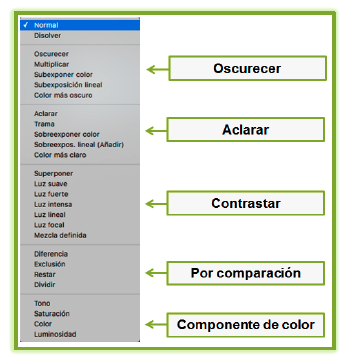 ✓ Normal
Disolver
Oscurecer
Multiplicar
Subexponer color
Subexposición lineal
Color más oscuro
Aclarar
Trama
Sobreexponer color
Sobreexpos. lineal (Añadir)
Color más claro
Superponer
Luz suave
Luz fuerte
Luz intensa
Luz lineal
Luz focal
Mezcla definida
Diferencia
Exclusión
Restar
Dividir
Tono
Saturación
Color
Luminosidad
Oscurecer
Aclarar
Contrastar
Por comparación
Componente de color